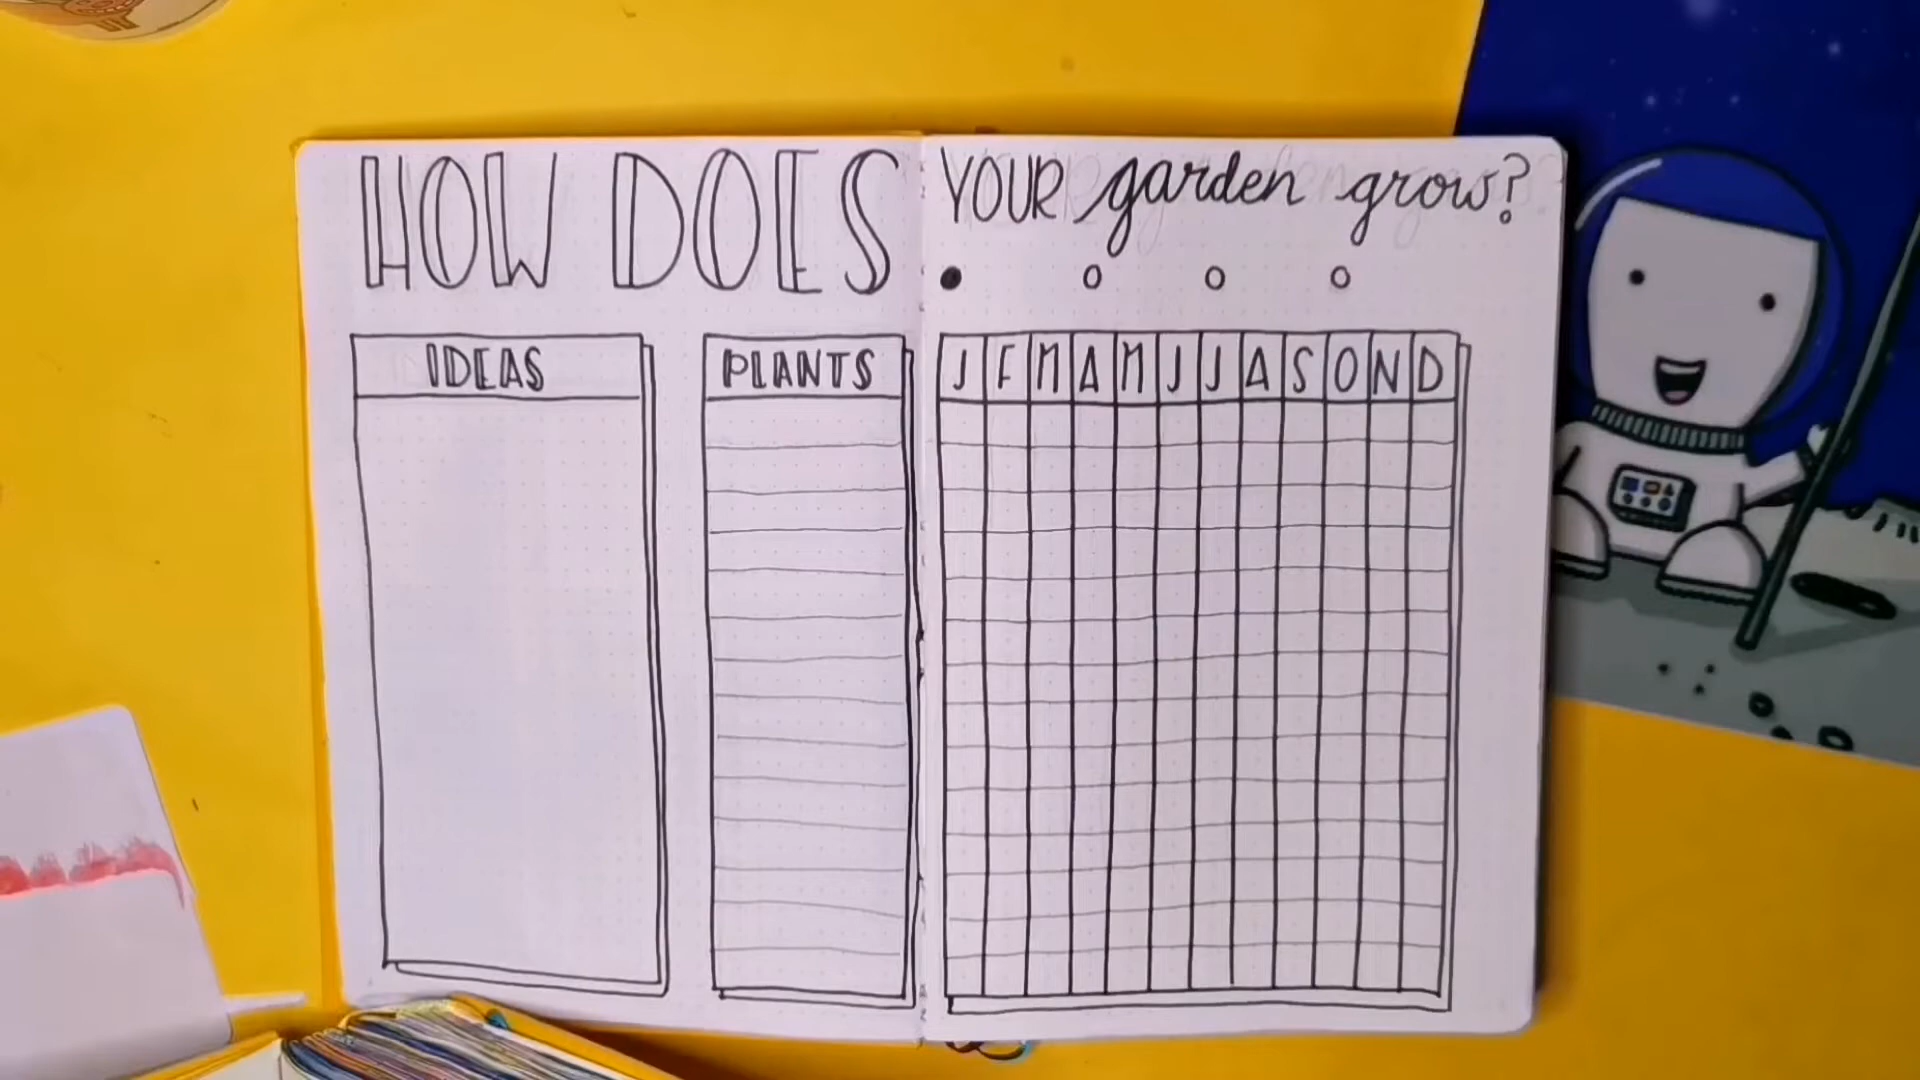 HOW DOES YOUR garden grow?
IDEAS
PLANTS
J F M A M J J A S O N D